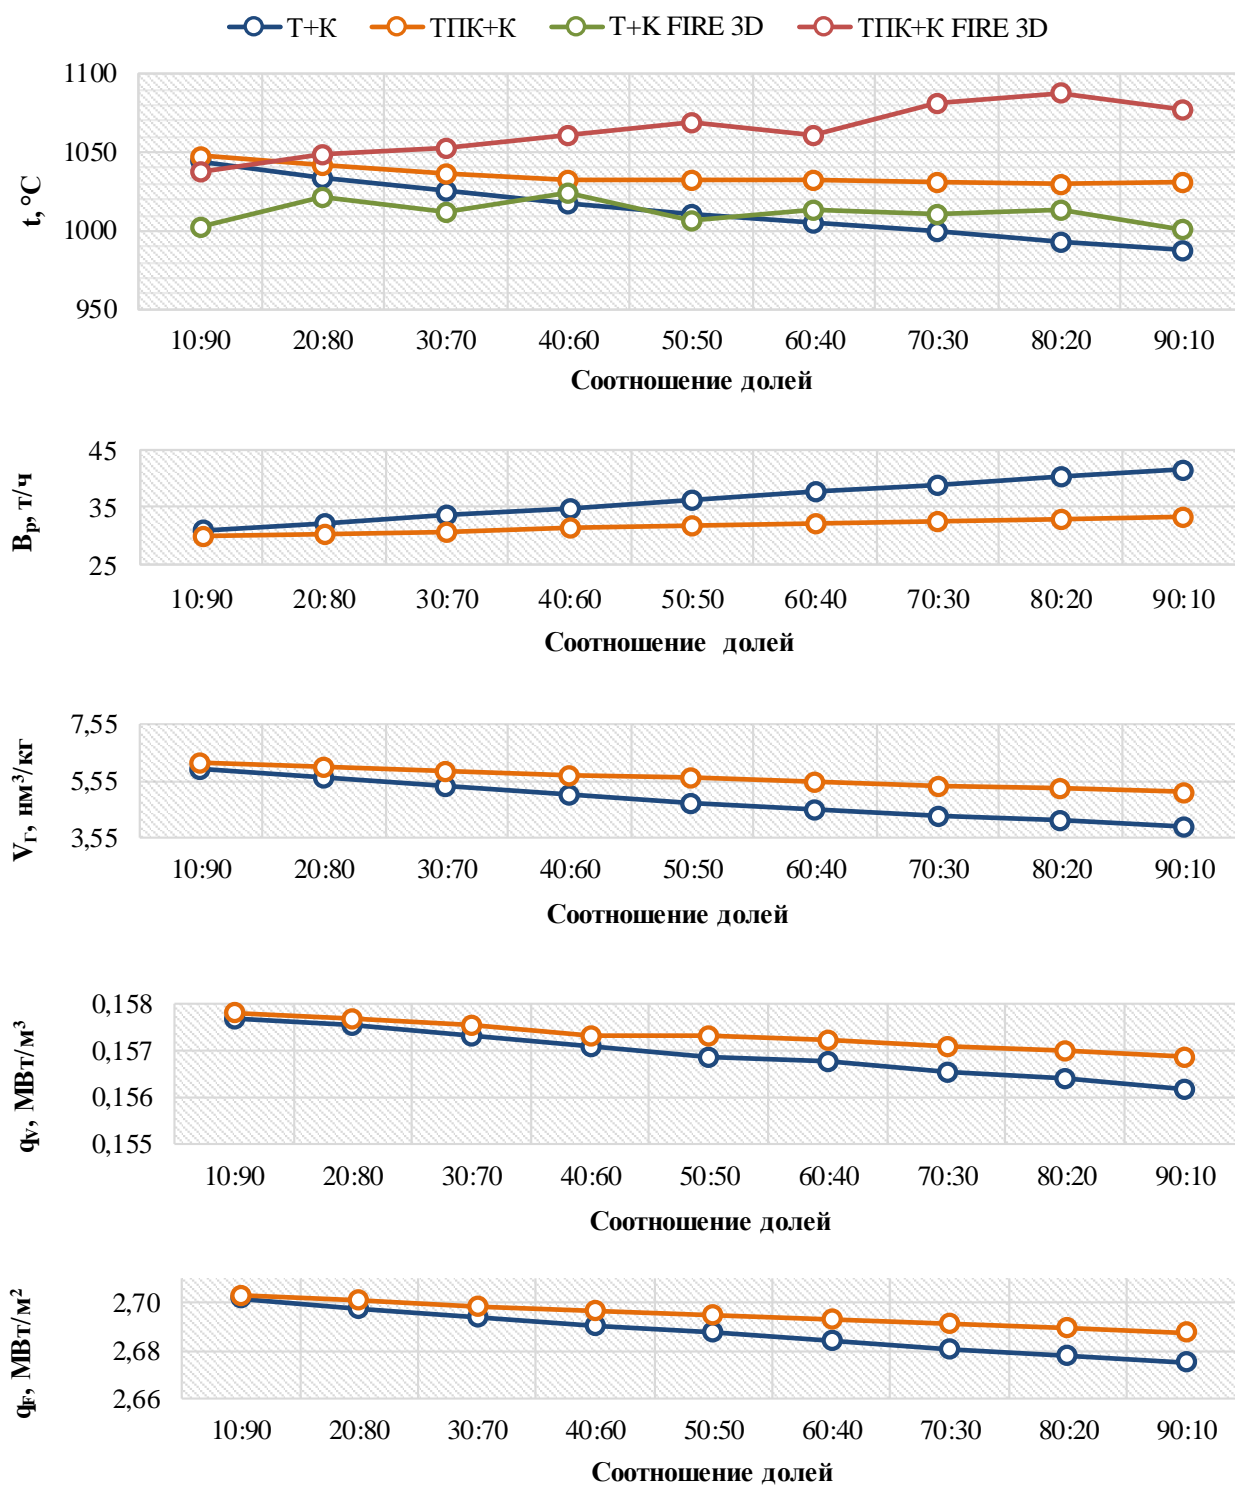 Т+К ТПК+К Т+К FIRE 3D ТПК+К FIRE 3D
1100
1050
1000
950
t, °C
10:90 20:80 30:70 40:60 50:50 60:40 70:30 80:20 90:10
Соотношение долей
45
35
25
Вр, т/ч
10:90 20:80 30:70 40:60 50:50 60:40 70:30 80:20 90:10
Соотношение долей
7,55
5,55
3,55
VГ, нм³/кг
10:90 20:80 30:70 40:60 50:50 60:40 70:30 80:20 90:10
Соотношение долей
0,158
0,157
0,156
0,155
qV, МВт/м³
10:90 20:80 30:70 40:60 50:50 60:40 70:30 80:20 90:10
Соотношение долей
2,70
2,68
2,66
qF, МВт/м²
10:90 20:80 30:70 40:60 50:50 60:40 70:30 80:20 90:10
Соотношение долей